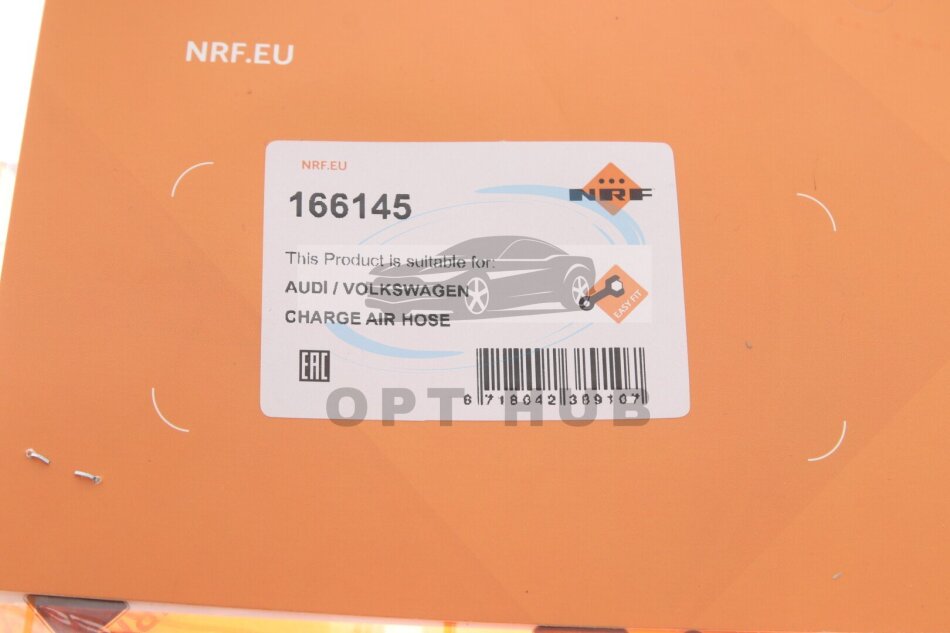 NRF.EU
NRF.EU
166145
NRF
This Product is suitable for:
AUDI / VOLKSWAGEN
EASY FIT
CHARGE AIR HOSE
EAC
OPT HUB